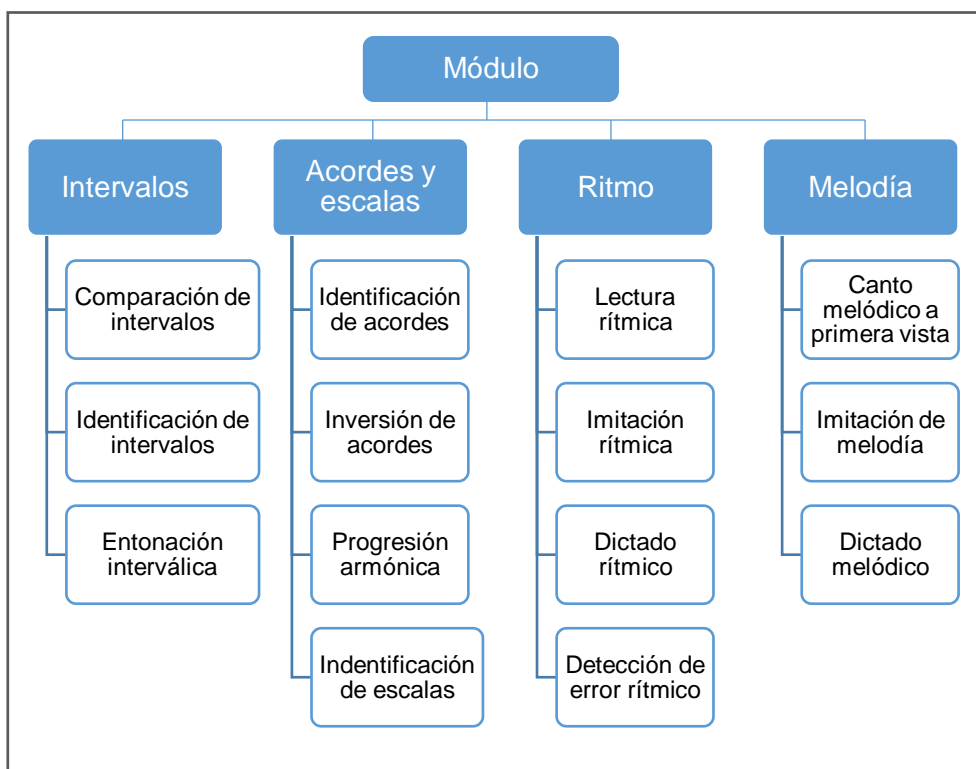 Módulo
Intervalos
Comparación de
intervalos
Identificación de
intervalos
Entonación
interválica
Acordes y
escalas
Identificación
de acordes
Inversión de
acordes
Progresión
armónica
Indentificación
de escalas
Ritmo
Lectura
rítmica
Imitación
rítmica
Dictado
rítmico
Detección de
error rítmico
Melodía
Canto
melódico a
primera vista
Imitación de
melodía
Dictado
melódico